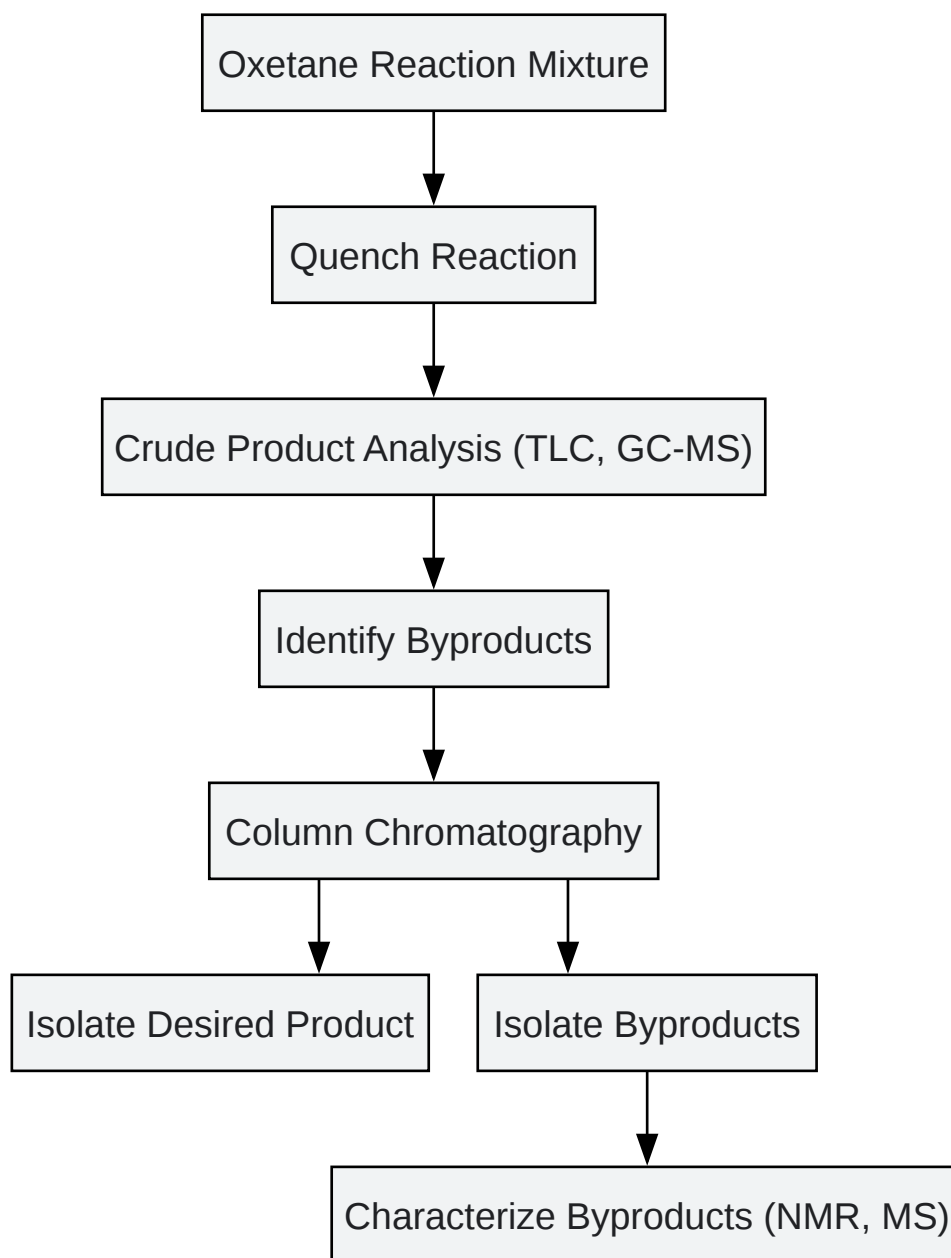 Oxetane Reaction Mixture
Quench Reaction
Crude Product Analysis (TLC, GC-MS)
Identify Byproducts
Column Chromatography
Isolate Desired Product
Isolate Byproducts
Characterize Byproducts (NMR, MS)